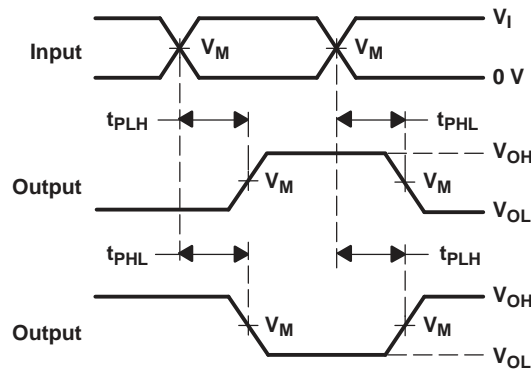 V_I
Input V_M V_M
0 V
t_PLH t_PHL
V_OH
Output V_M V_M
V_OL
t_PHL t_PLH
V_OH
Output V_M V_M
V_OL